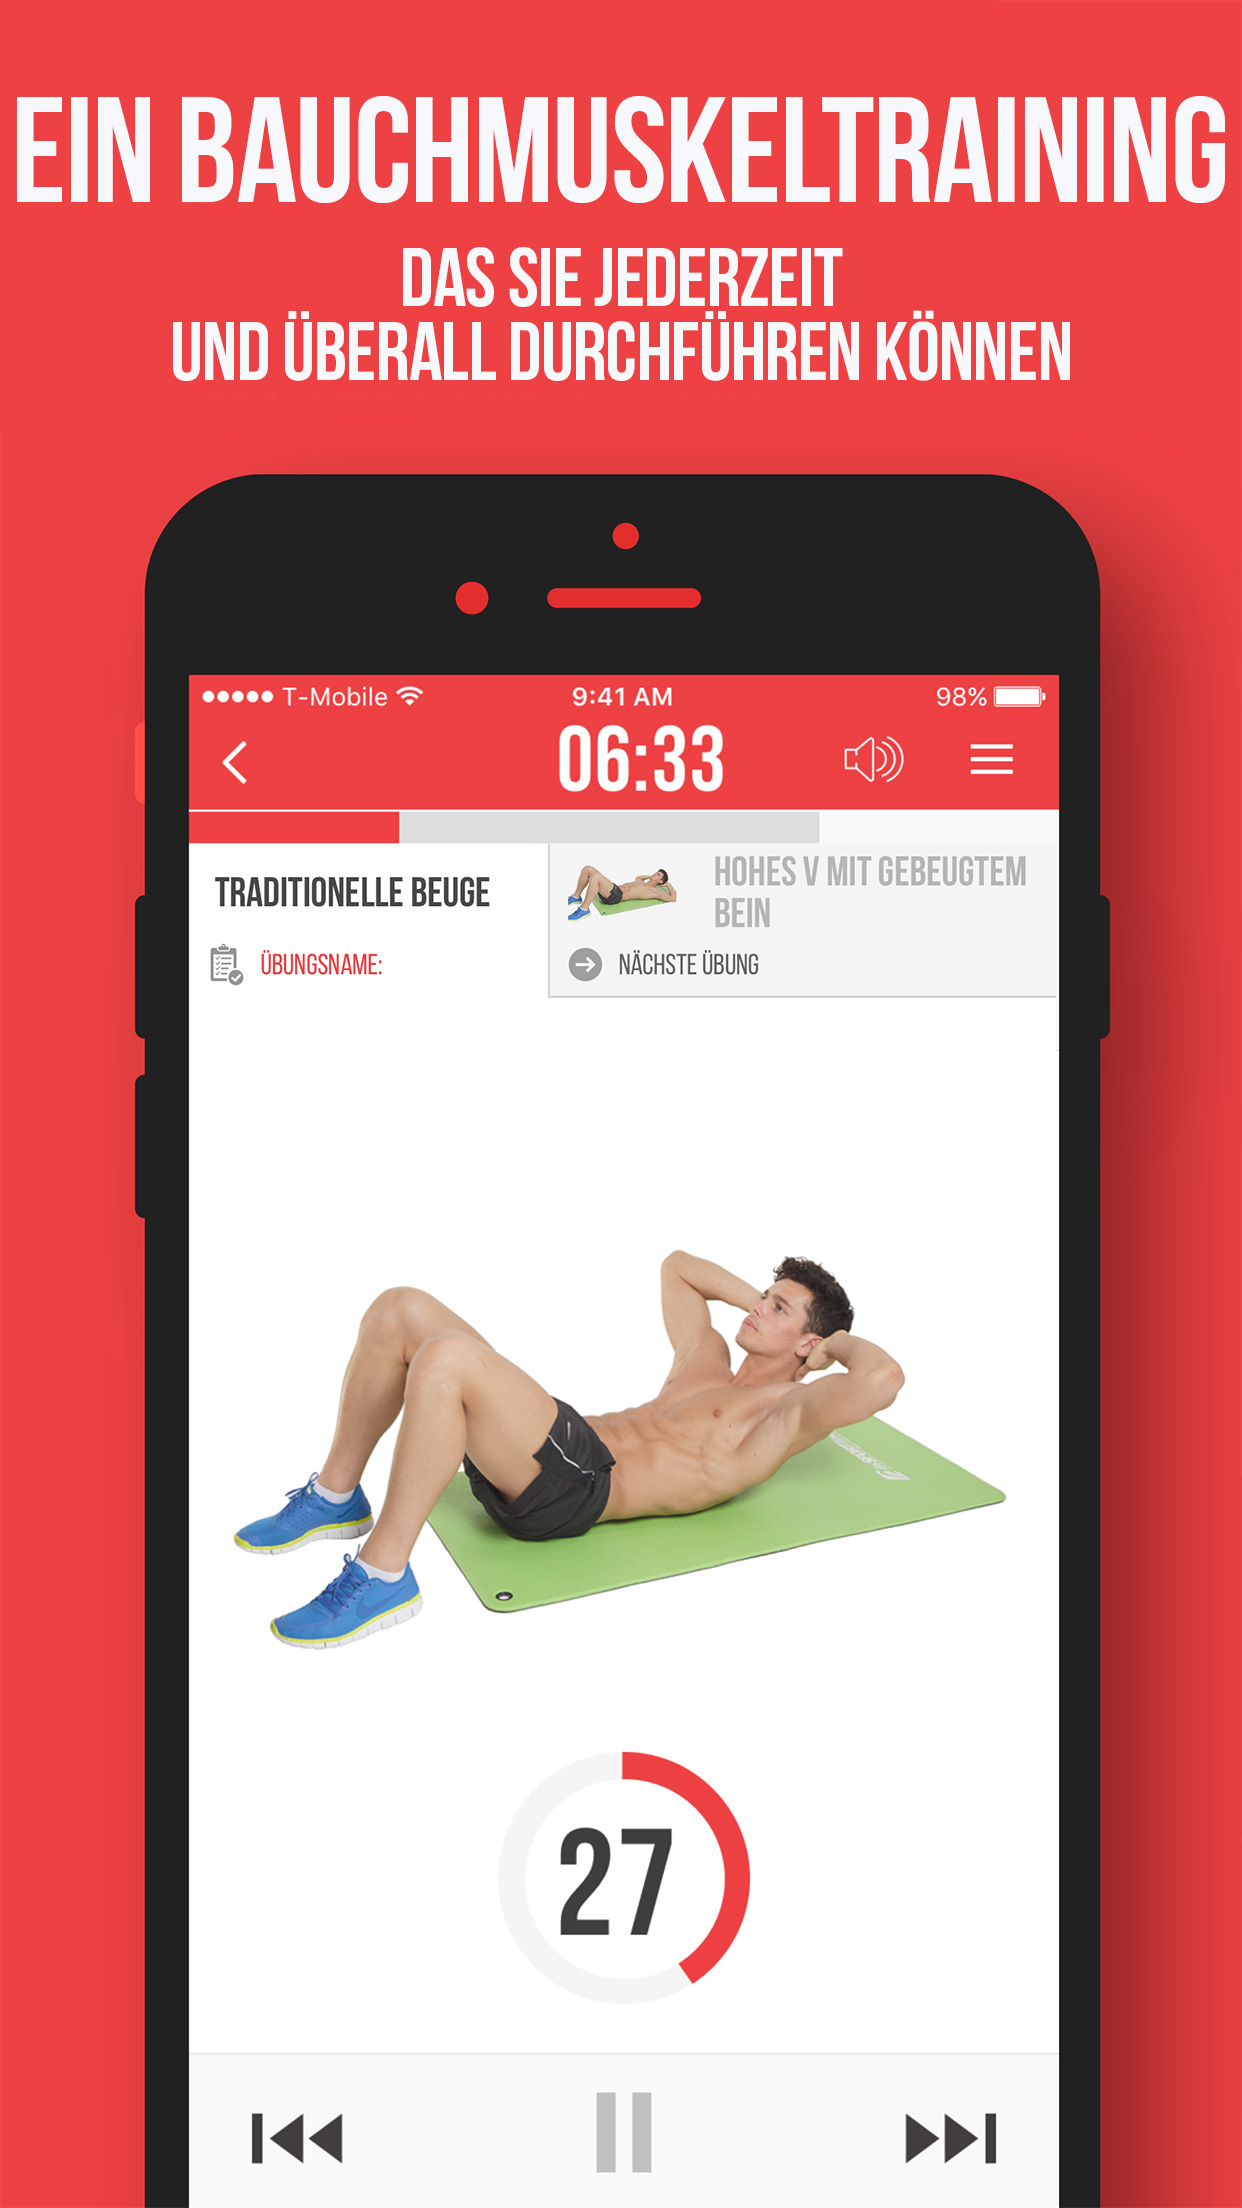 EIN BAUCHMUSKELTRAINING
DAS SIE JEDERZEIT
UND ÜBERALL DURCHFÜHREN KÖNNEN
T-Mobile 9:41 AM 98%
06:33
TRADITIONELLE BEUGE
ÜBUNGSNAME:
HOHES V MIT GEBEUGTEM
BEIN
NÄCHSTE ÜBUNG
27